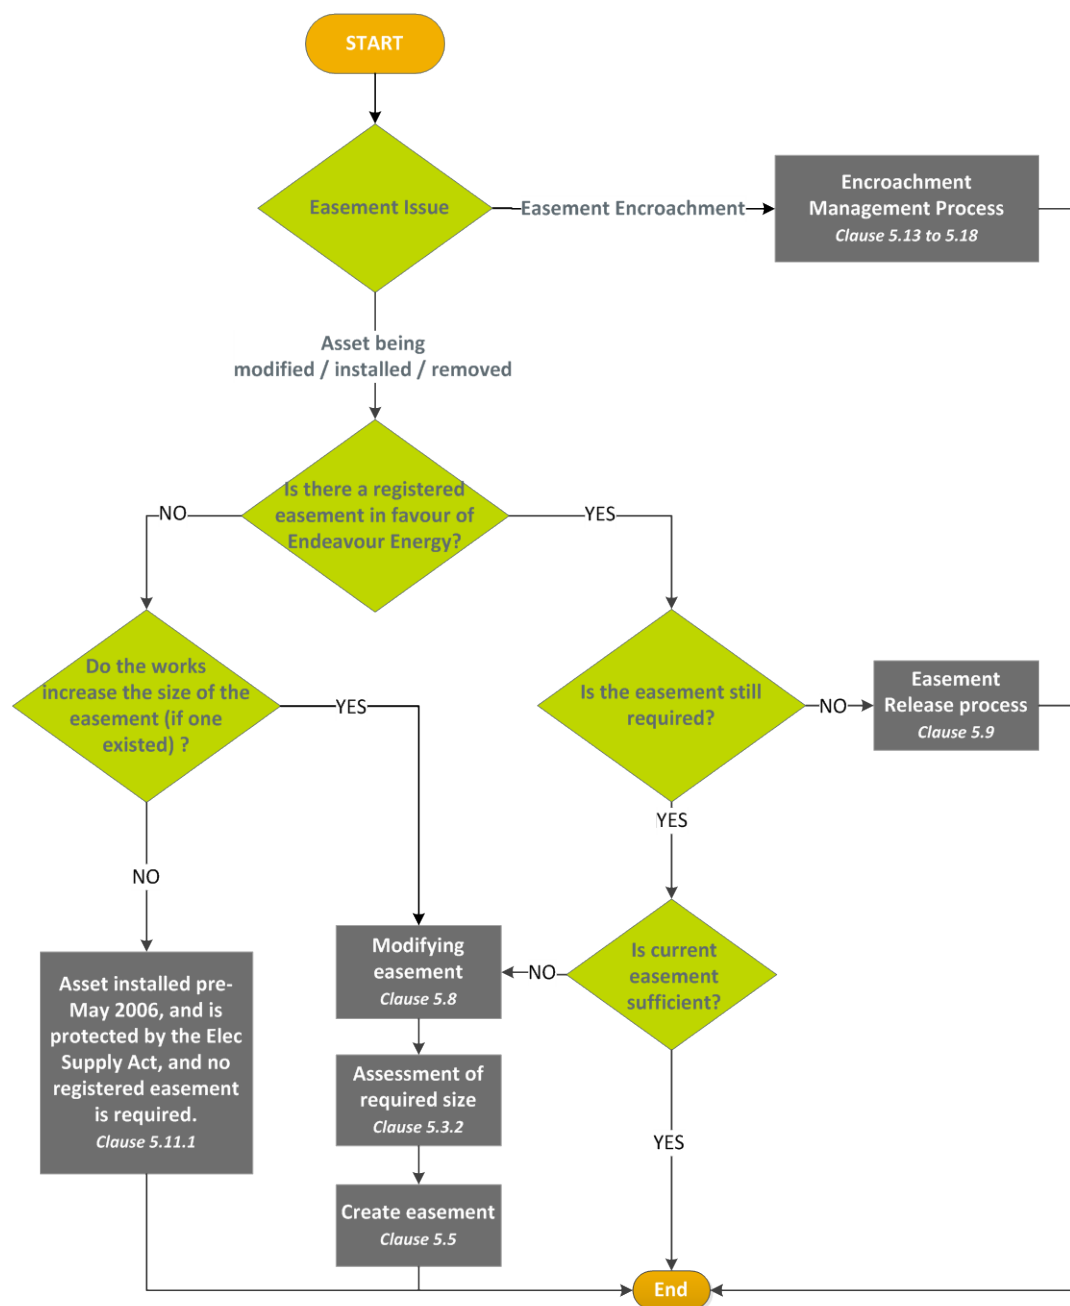 START
Easement Issue
Easement Encroachment
Encroachment
Management Process
Clause 5.13 to 5.18
Asset being
modified / installed / removed
Is there a registered
easement in favour of
Endeavour Energy?
NO
YES
Do the works
increase the size of the
easement (if one
existed) ?
YES
Is the easement still
required?
NO
Easement
Release process
Clause 5.9
YES
NO
Asset installed pre-
May 2006, and is
protected by the Elec
Supply Act, and no
registered easement
is required.
Clause 5.11.1
Modifying
easement
Clause 5.8
NO
Is current
easement
sufficient?
Assessment of
required size
Clause 5.3.2
YES
Create easement
Clause 5.5
End